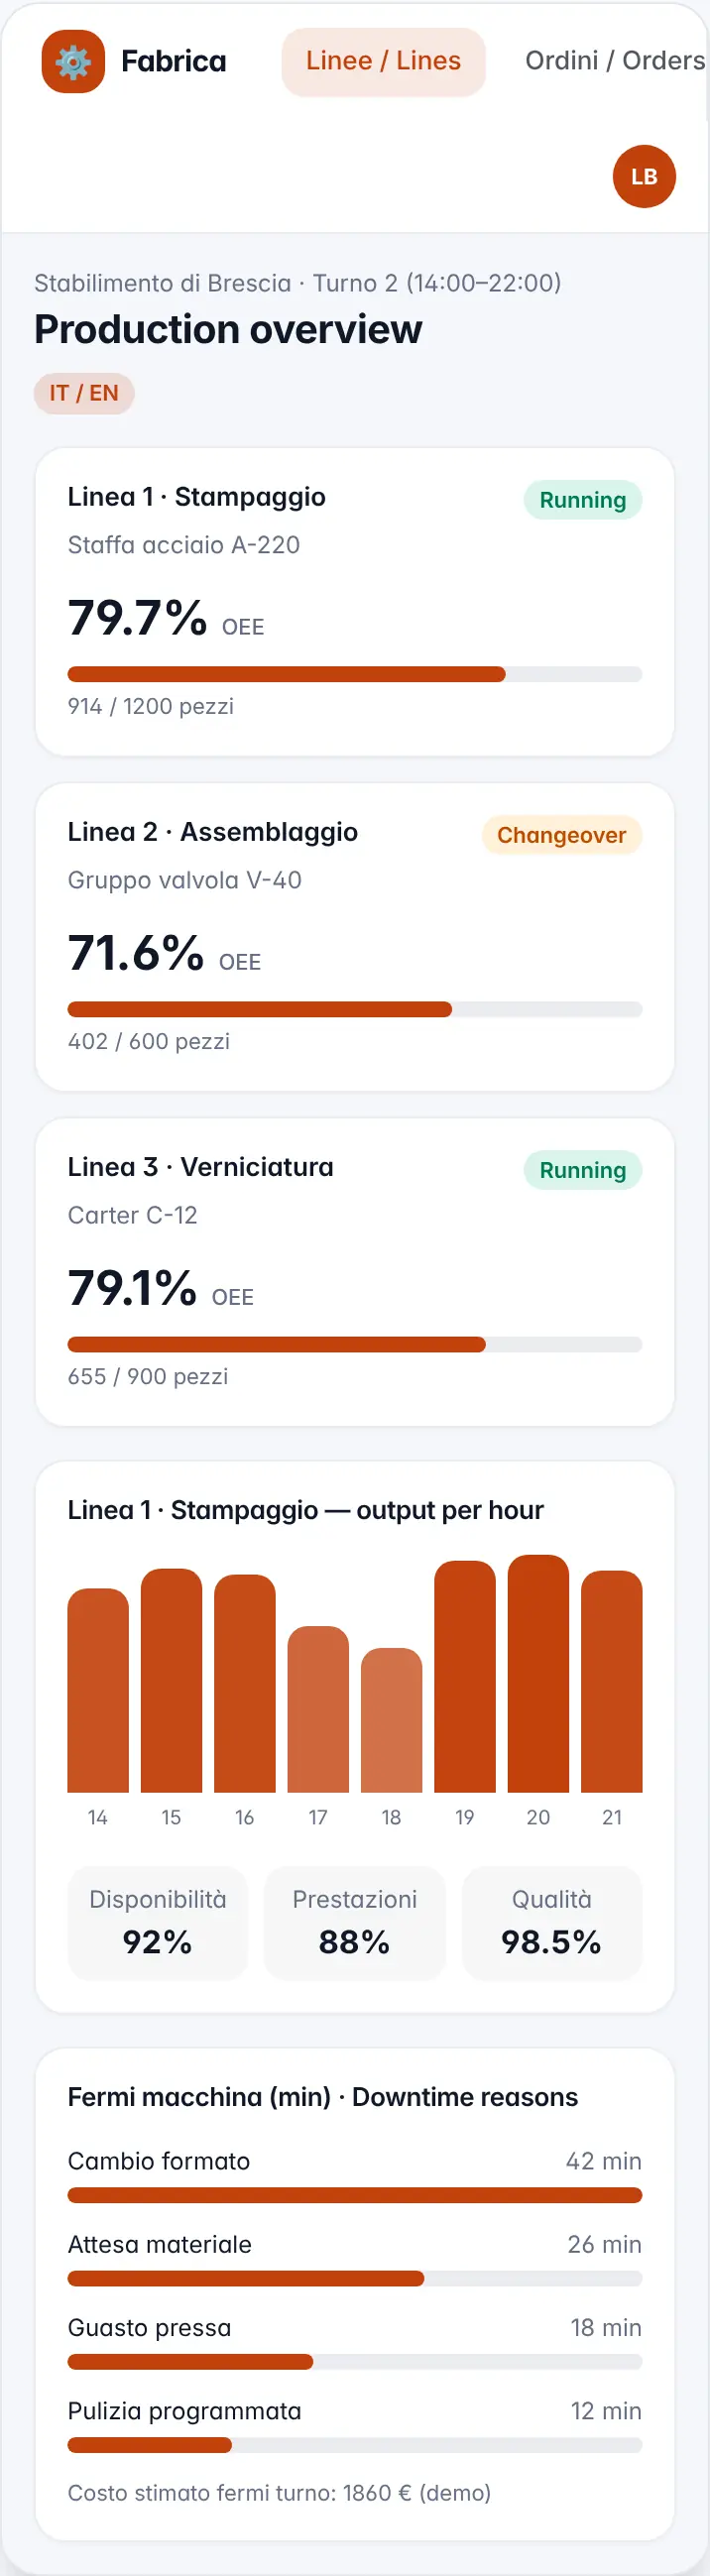 Fabrica
Linee / Lines
Ordini / Orders
LB
Stabilimento di Brescia · Turno 2 (14:00–22:00)
Production overview
IT / EN
Linea 1 · Stampaggio
Running
Staffa acciaio A-220
79.7% OEE
914 / 1200 pezzi
Linea 2 · Assemblaggio
Changeover
Gruppo valvola V-40
71.6% OEE
402 / 600 pezzi
Linea 3 · Verniciatura
Running
Carter C-12
79.1% OEE
655 / 900 pezzi
Linea 1 · Stampaggio — output per hour
14 15 16 17 18 19 20 21
Disponibilità Prestazioni Qualità
92% 88% 98.5%
Fermi macchina (min) · Downtime reasons
Cambio formato 42 min
Attesa materiale 26 min
Guasto pressa 18 min
Pulizia programmata 12 min
Costo stimato fermi turno: 1860 € (demo)